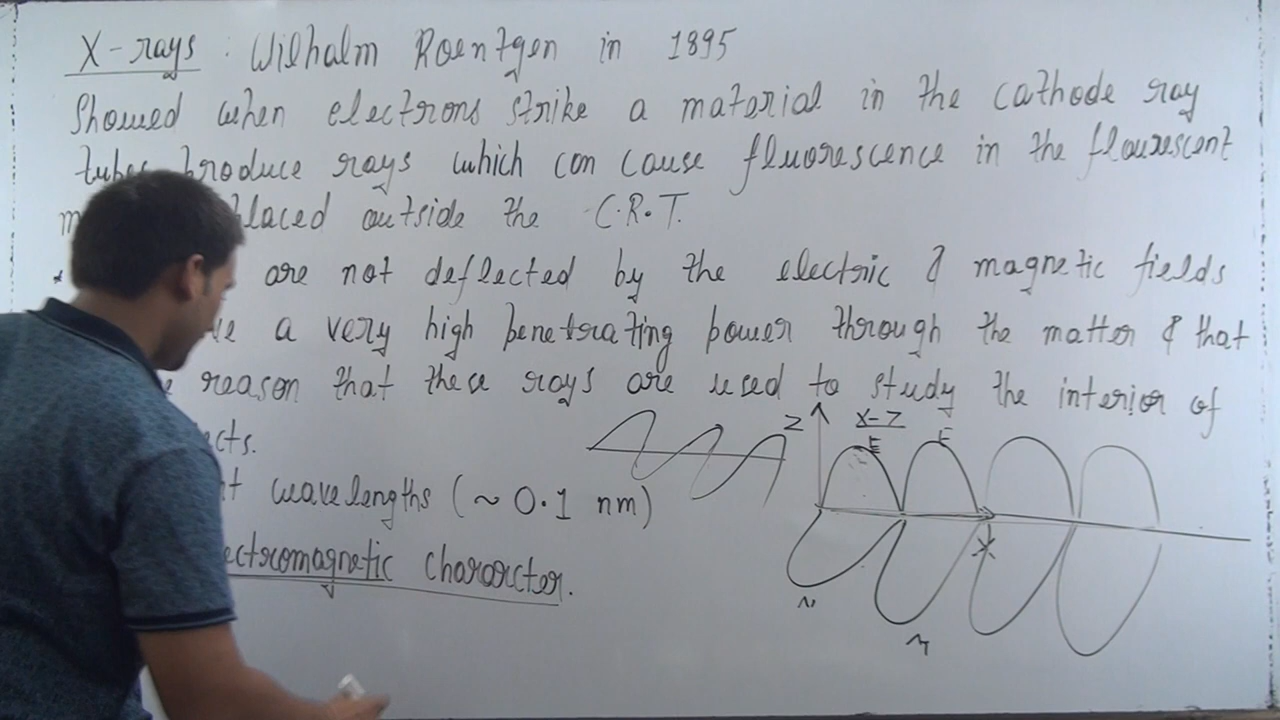 X-rays : Wilhalm Roentgen in 1895
Showed when electrons strike a material in the cathode ray
tubes produce rays which can cause fluorescence in the flourescent
placed outside the C.R.T.
* are not deflected by the electric & magnetic fields
a very high penetrating power through the matter & that
reason that these rays are used to study the interior of
wavelengths (~ 0.1 nm)
electromagnetic chararcter.
Z X-Z
E E
X